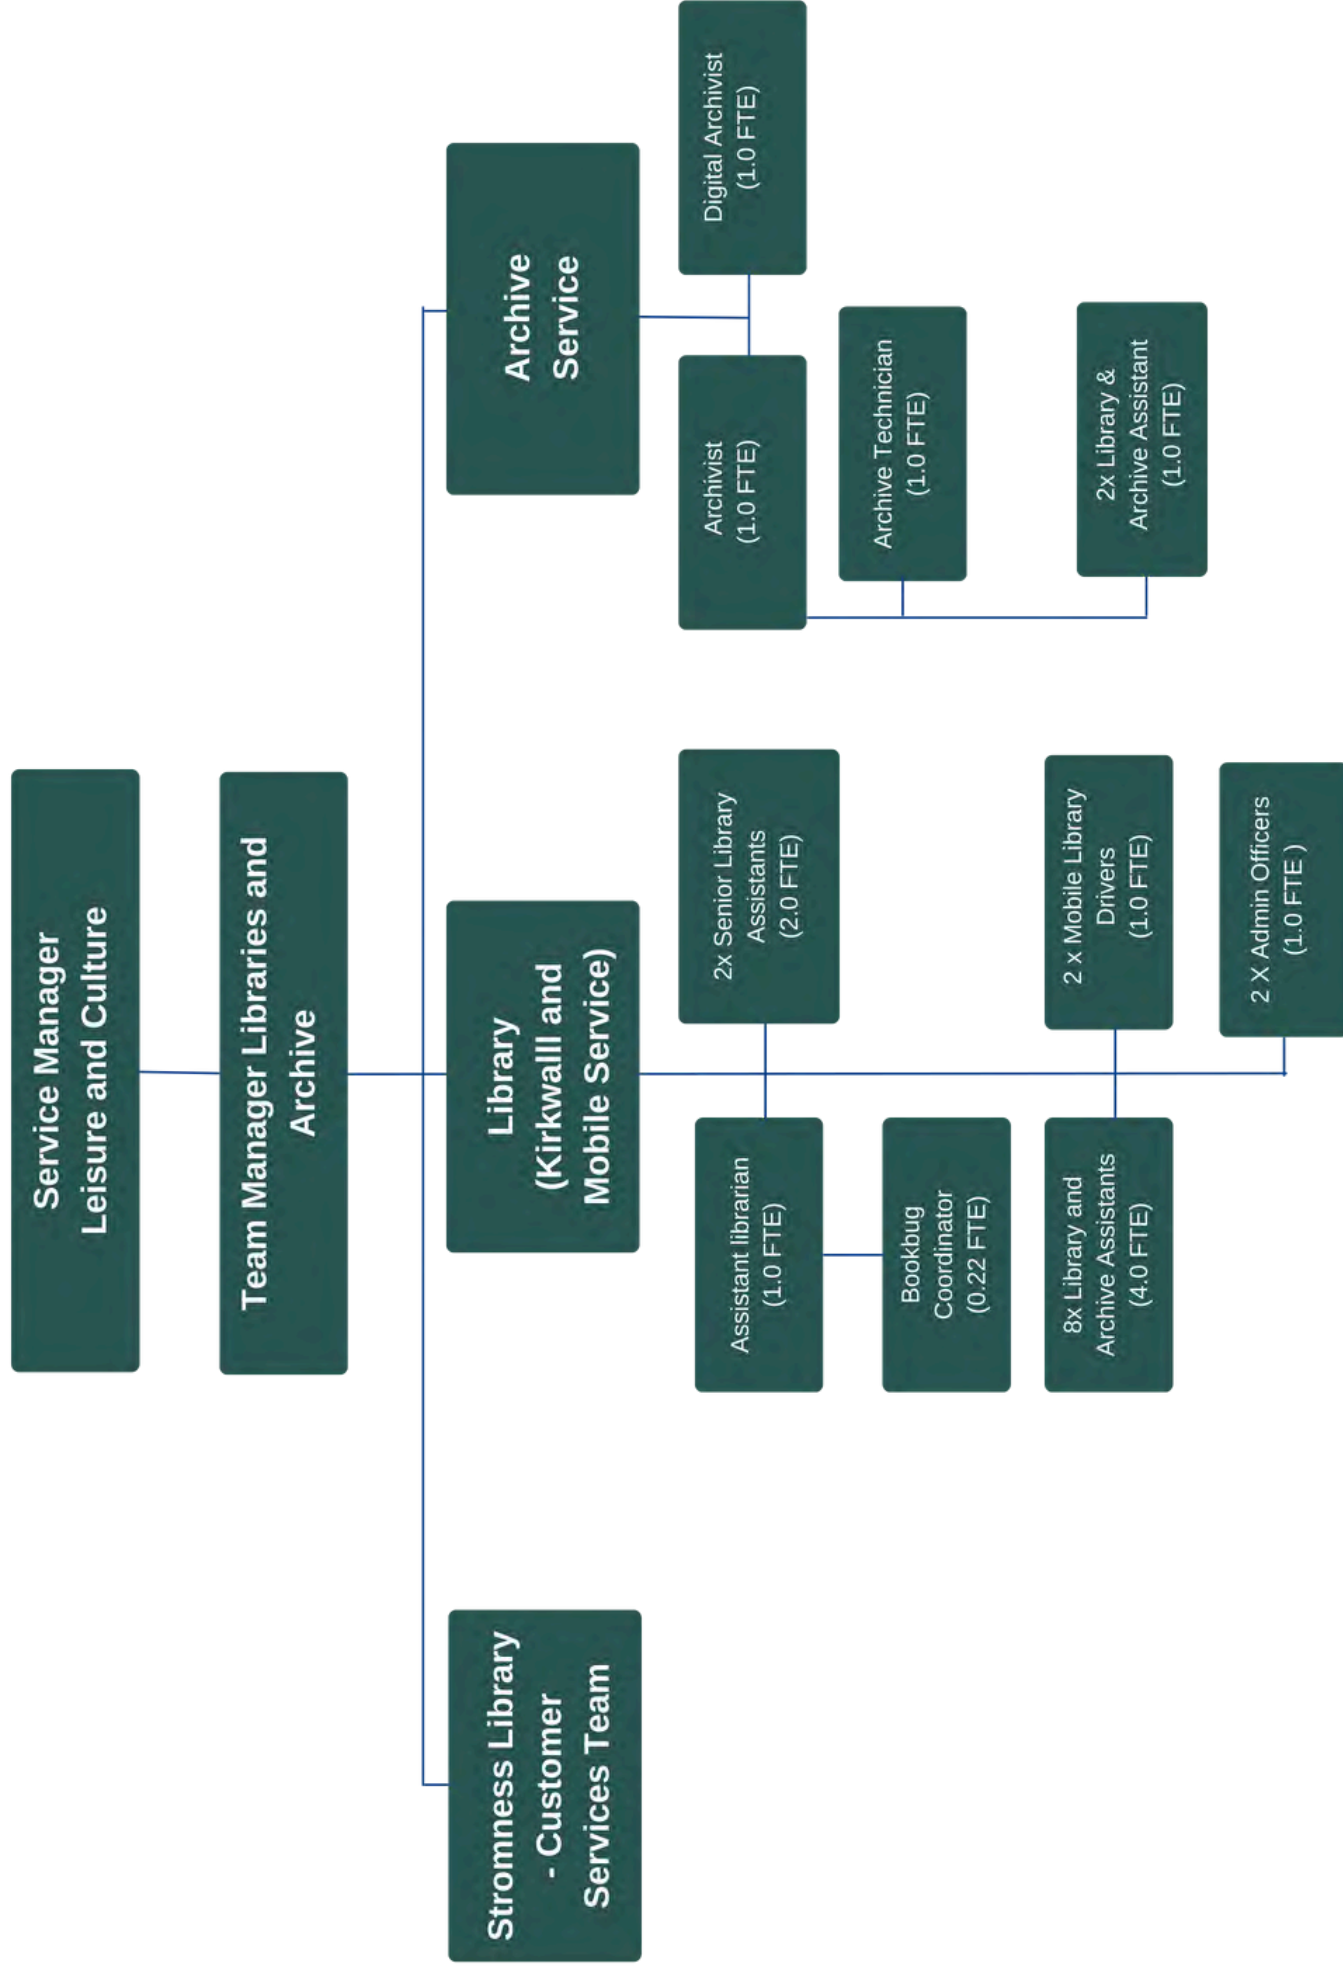 Service Manager
Leisure and Culture
Team Manager Libraries and
Archive
Stromness Library
- Customer
Services Team
Library
(Kirkwalll and
Mobile Service)
Archive
Service
Assistant librarian
(1.0 FTE)
2x Senior Library
Assistants
(2.0 FTE)
Bookbug
Coordinator
(0.22 FTE)
8x Library and
Archive Assistants
(4.0 FTE)
2 x Mobile Library
Drivers
(1.0 FTE)
2 X Admin Officers
(1.0 FTE )
Archivist
(1.0 FTE)
Digital Archivist
(1.0 FTE)
Archive Technician
(1.0 FTE)
2x Library &
Archive Assistant
(1.0 FTE)